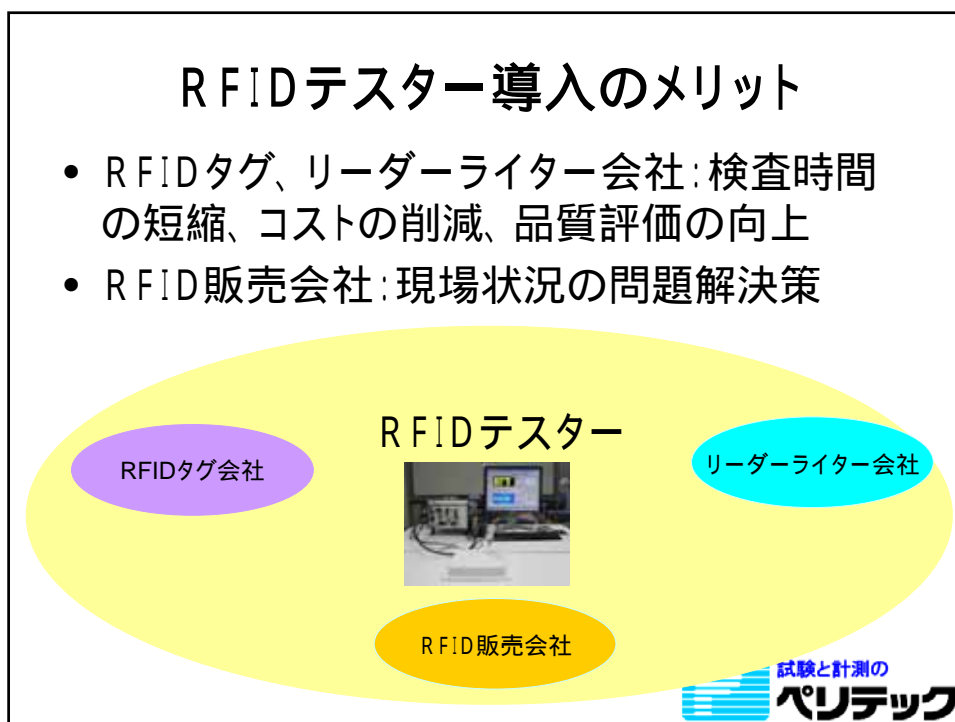 RFIDテスター導入のメリット
• RFIDタグ、リーダーライター会社:検査時間
の短縮、コストの削減、品質評価の向上
• RFID販売会社:現場状況の問題解決策
RFIDテスター
RFIDタグ会社
リーダーライター会社
RFID販売会社
試験と計測の
ペリテック